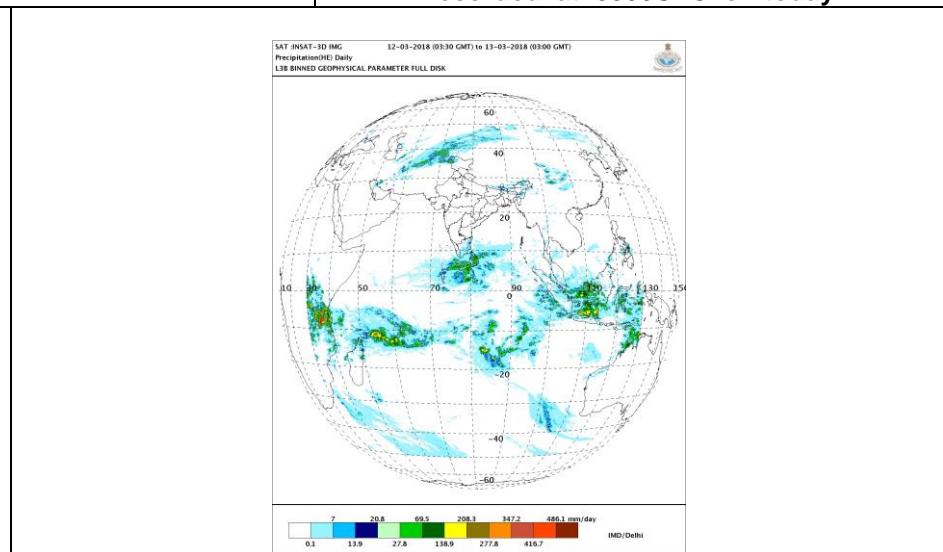 SAT :INSAT-3D IMG 12-03-2018 (03:30 GMT) to 13-03-2018 (03:00 GMT)
Precipitation(HE) Daily
L3B BINNED GEOPHYSICAL PARAMETER FULL DISK
60
40
20
10 30 50 70 90 110 130 150
0
-20
-40
-60
7 20.8 69.5 208.3 347.2 486.1 mm/day
0.1 13.9 27.8 138.9 277.8 416.7
IMD/Delhi